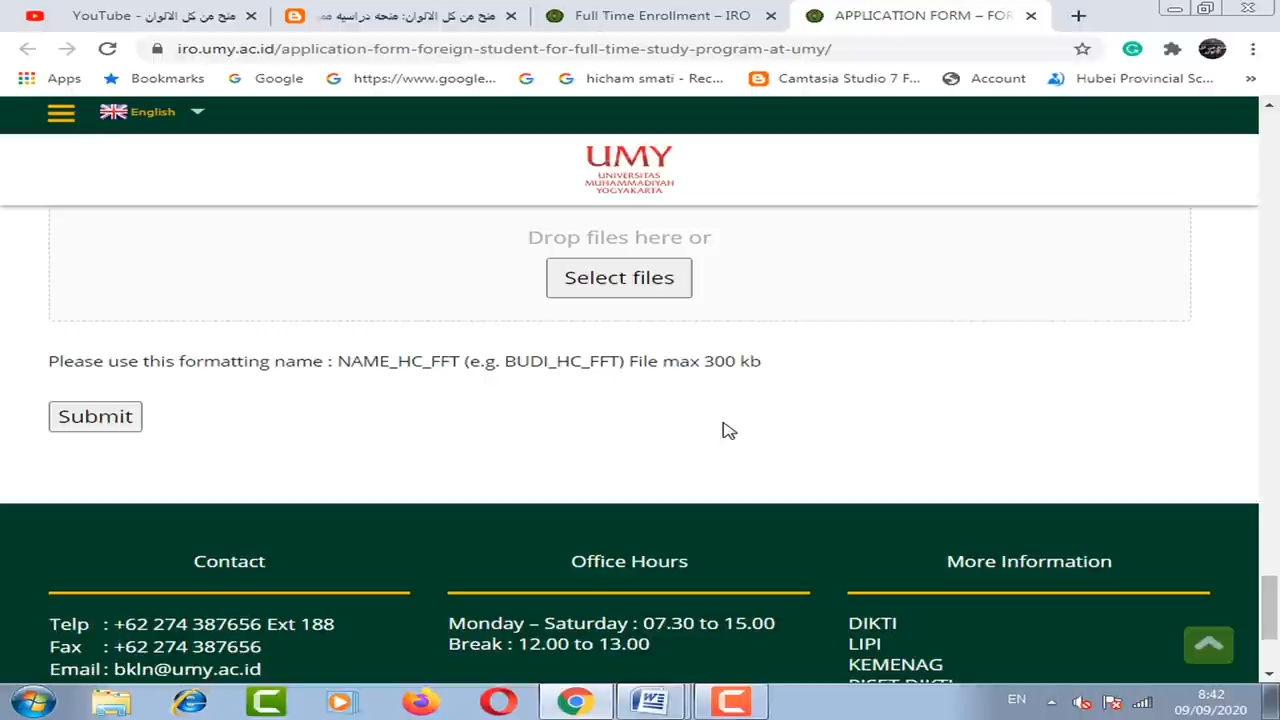 YouTube - منح من كل الالوان
منح من كل الالوان: منحه دراسيه
Full Time Enrollment – IRO
APPLICATION FORM – FOR
iro.umy.ac.id/application-form-foreign-student-for-full-time-study-program-at-umy/
Apps
Bookmarks
Google
https://www.google...
hicham smati - Rec...
Camtasia Studio 7 F...
Account
Hubei Provincial Sc...
»
English
UMY
UNIVERSITAS
MUHAMMADIYAH
YOGYAKARTA
Drop files here or
Select files
Please use this formatting name : NAME_HC_FFT (e.g. BUDI_HC_FFT) File max 300 kb
Submit
Contact
Telp : +62 274 387656 Ext 188
Fax : +62 274 387656
Email : bkln@umy.ac.id
Office Hours
Monday – Saturday : 07.30 to 15.00
Break : 12.00 to 13.00
More Information
DIKTI
LIPI
KEMENAG
RISET DIKTI
EN
8:42
09/09/2020